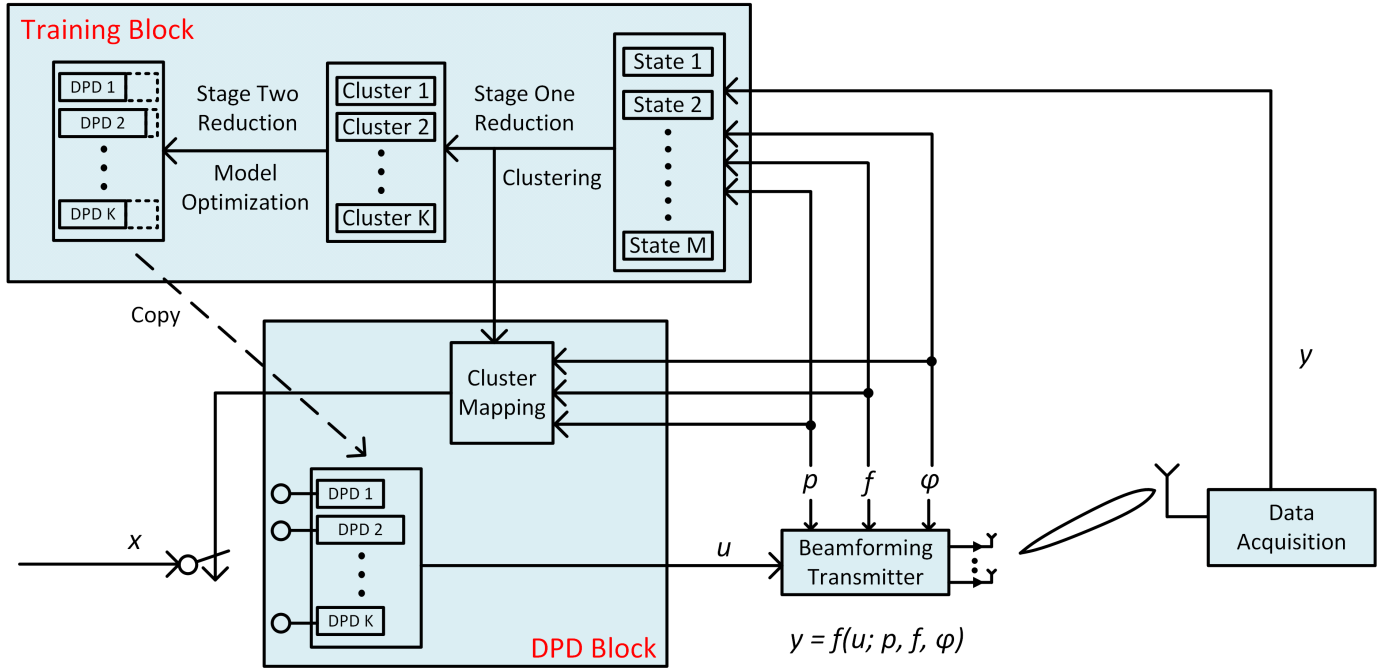 Training Block
DPD 1
DPD 2
DPD K
Stage Two
Reduction
Model
Optimization
Cluster 1
Cluster 2
Cluster K
Stage One
Reduction
Clustering
State 1
State 2
State M
Copy
Cluster
Mapping
y
p
f
φ
x
DPD 1
DPD 2
DPD K
DPD Block
u
Beamforming
Transmitter
Data
Acquisition
y = f(u; p, f, φ)